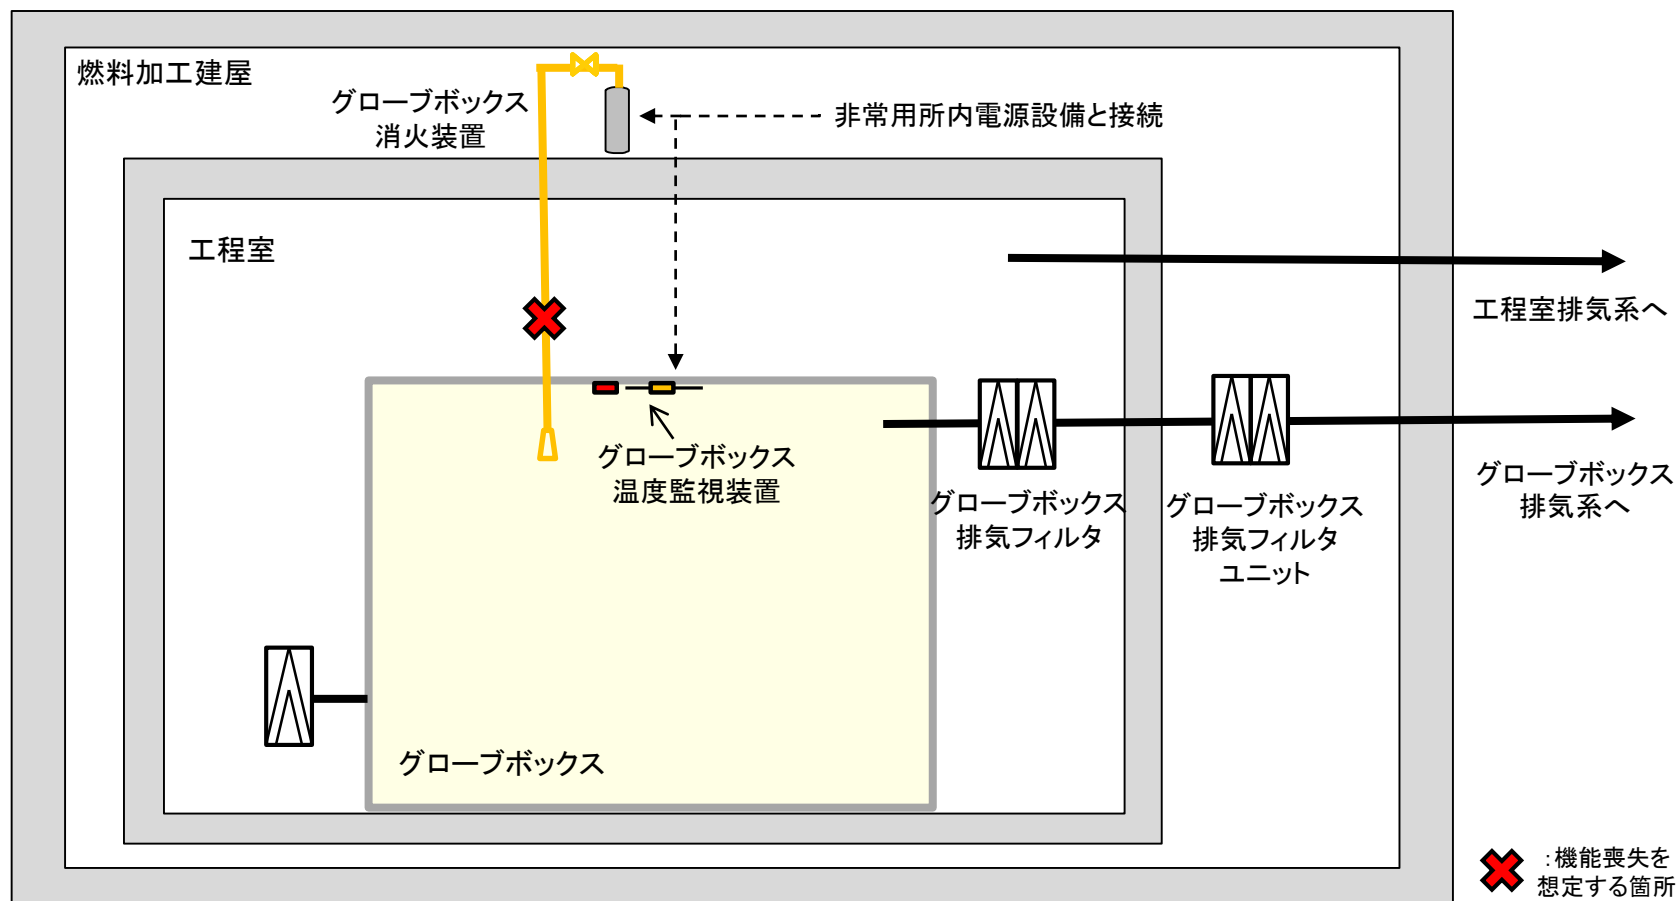 燃料加工建屋
グローブボックス
消火装置
非常用所内電源設備と接続
工程室
工程室排気系へ
グローブボックス
温度監視装置
グローブボックス
排気フィルタ
グローブボックス
排気フィルタ
ユニット
グローブボックス
排気系へ
グローブボックス
:機能喪失を
想定する箇所